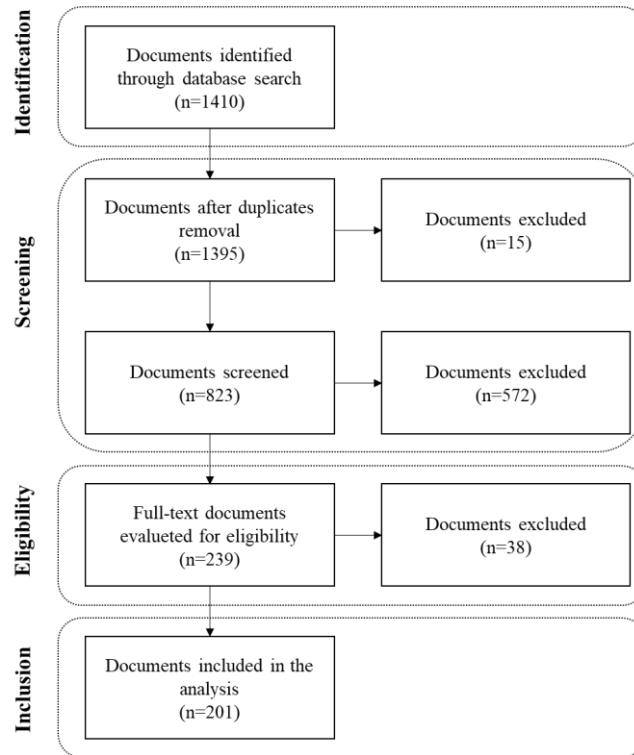 Identification
Documents identified
through database search
(n=1410)
Screening
Documents after duplicates
removal
(n=1395)
Documents excluded
(n=15)
Documents screened
(n=823)
Documents excluded
(n=572)
Eligibility
Full-text documents
evalueted for eligibility
(n=239)
Documents excluded
(n=38)
Inclusion
Documents included in the
analysis
(n=201)